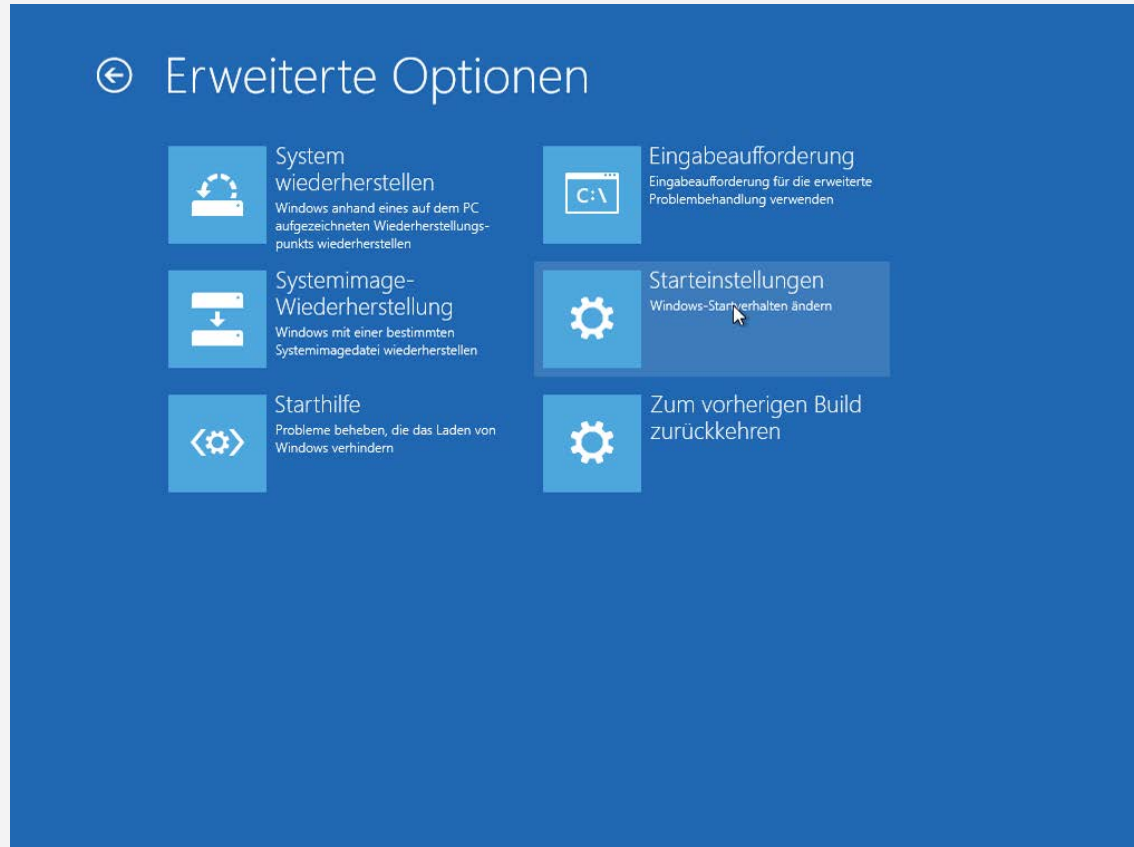 Erweiterte Optionen
System
wiederherstellen
Windows anhand eines auf dem PC
aufgezeichneten Wiederherstellungs-
punkts wiederherstellen
Systemimage-
Wiederherstellung
Windows mit einer bestimmten
Systemimagedatei wiederherstellen
Starthilfe
Probleme beheben, die das Laden von
Windows verhindern
C:\
Eingabeaufforderung
Eingabeaufforderung für die erweiterte
Problembehandlung verwenden
Starteinstellungen
Windows-Startverhalten ändern
Zum vorherigen Build
zurückkehren